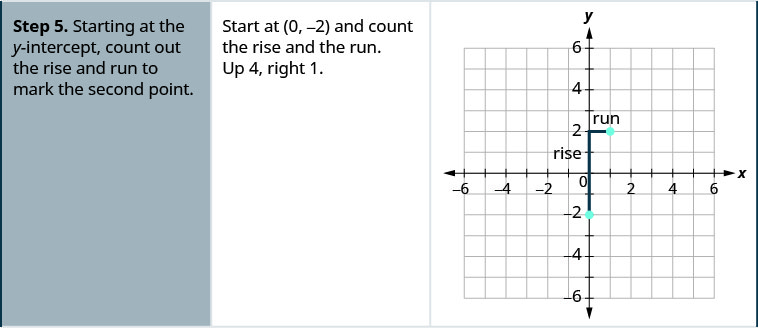 Step 5. Starting at the
y-intercept, count out
the rise and run to
mark the second point.
Start at (0, –2) and count
the rise and the run.
Up 4, right 1.
y
6
4
run
2
rise
0
x
–6 –4 –2 2 4 6
–2
–4
–6